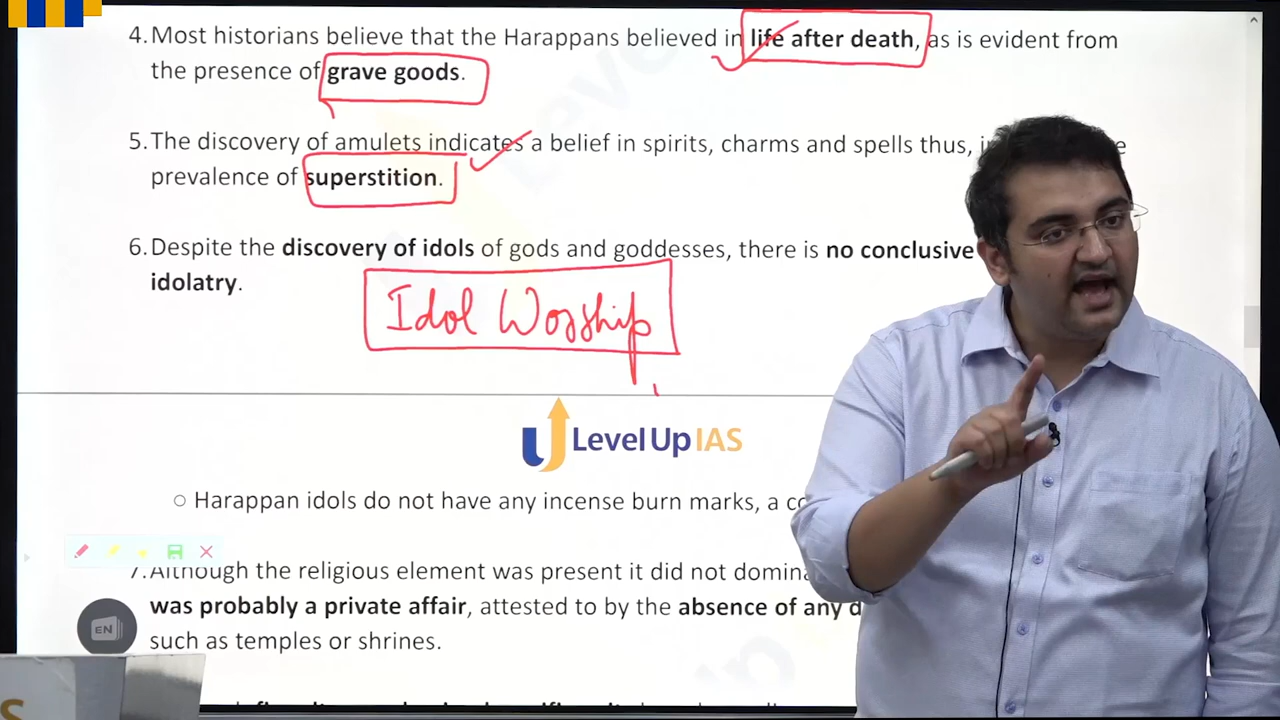 4. Most historians believe that the Harappans believed in life after death, as is evident from
the presence of grave goods.
5. The discovery of amulets indicates a belief in spirits, charms and spells thus,
prevalence of superstition.
6. Despite the discovery of idols of gods and goddesses, there is no conclusive
idolatry.
Idol Worship
LevelUp IAS
○ Harappan idols do not have any incense burn marks, a
7. Although the religious element was present it did not
was probably a private affair, attested to by the absence of any
such as temples or shrines.
EN